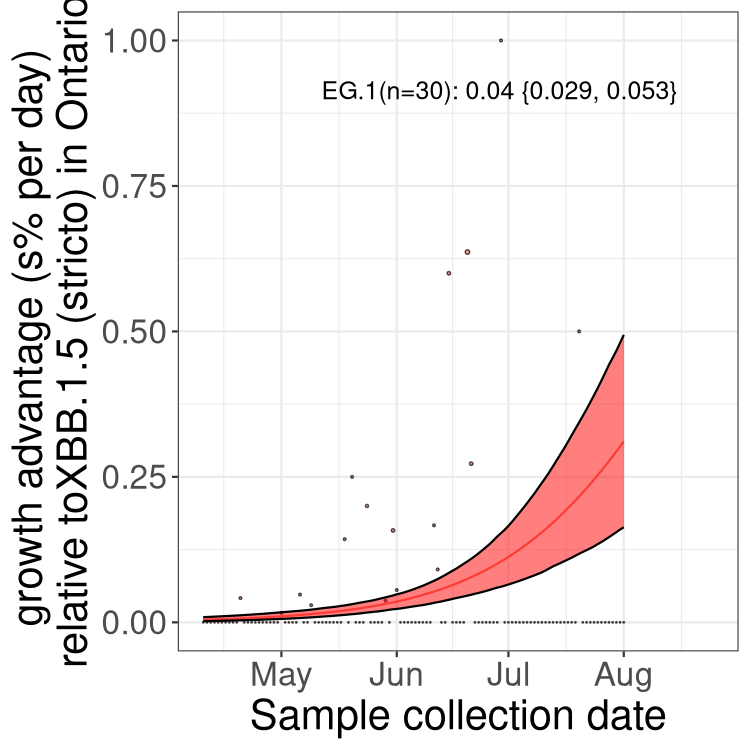 growth advantage (s% per day)
relative toXBB.1.5 (stricto) in Ontario
1.00
0.75
0.50
0.25
0.00
EG.1(n=30): 0.04 {0.029, 0.053}
May Jun Jul Aug
Sample collection date